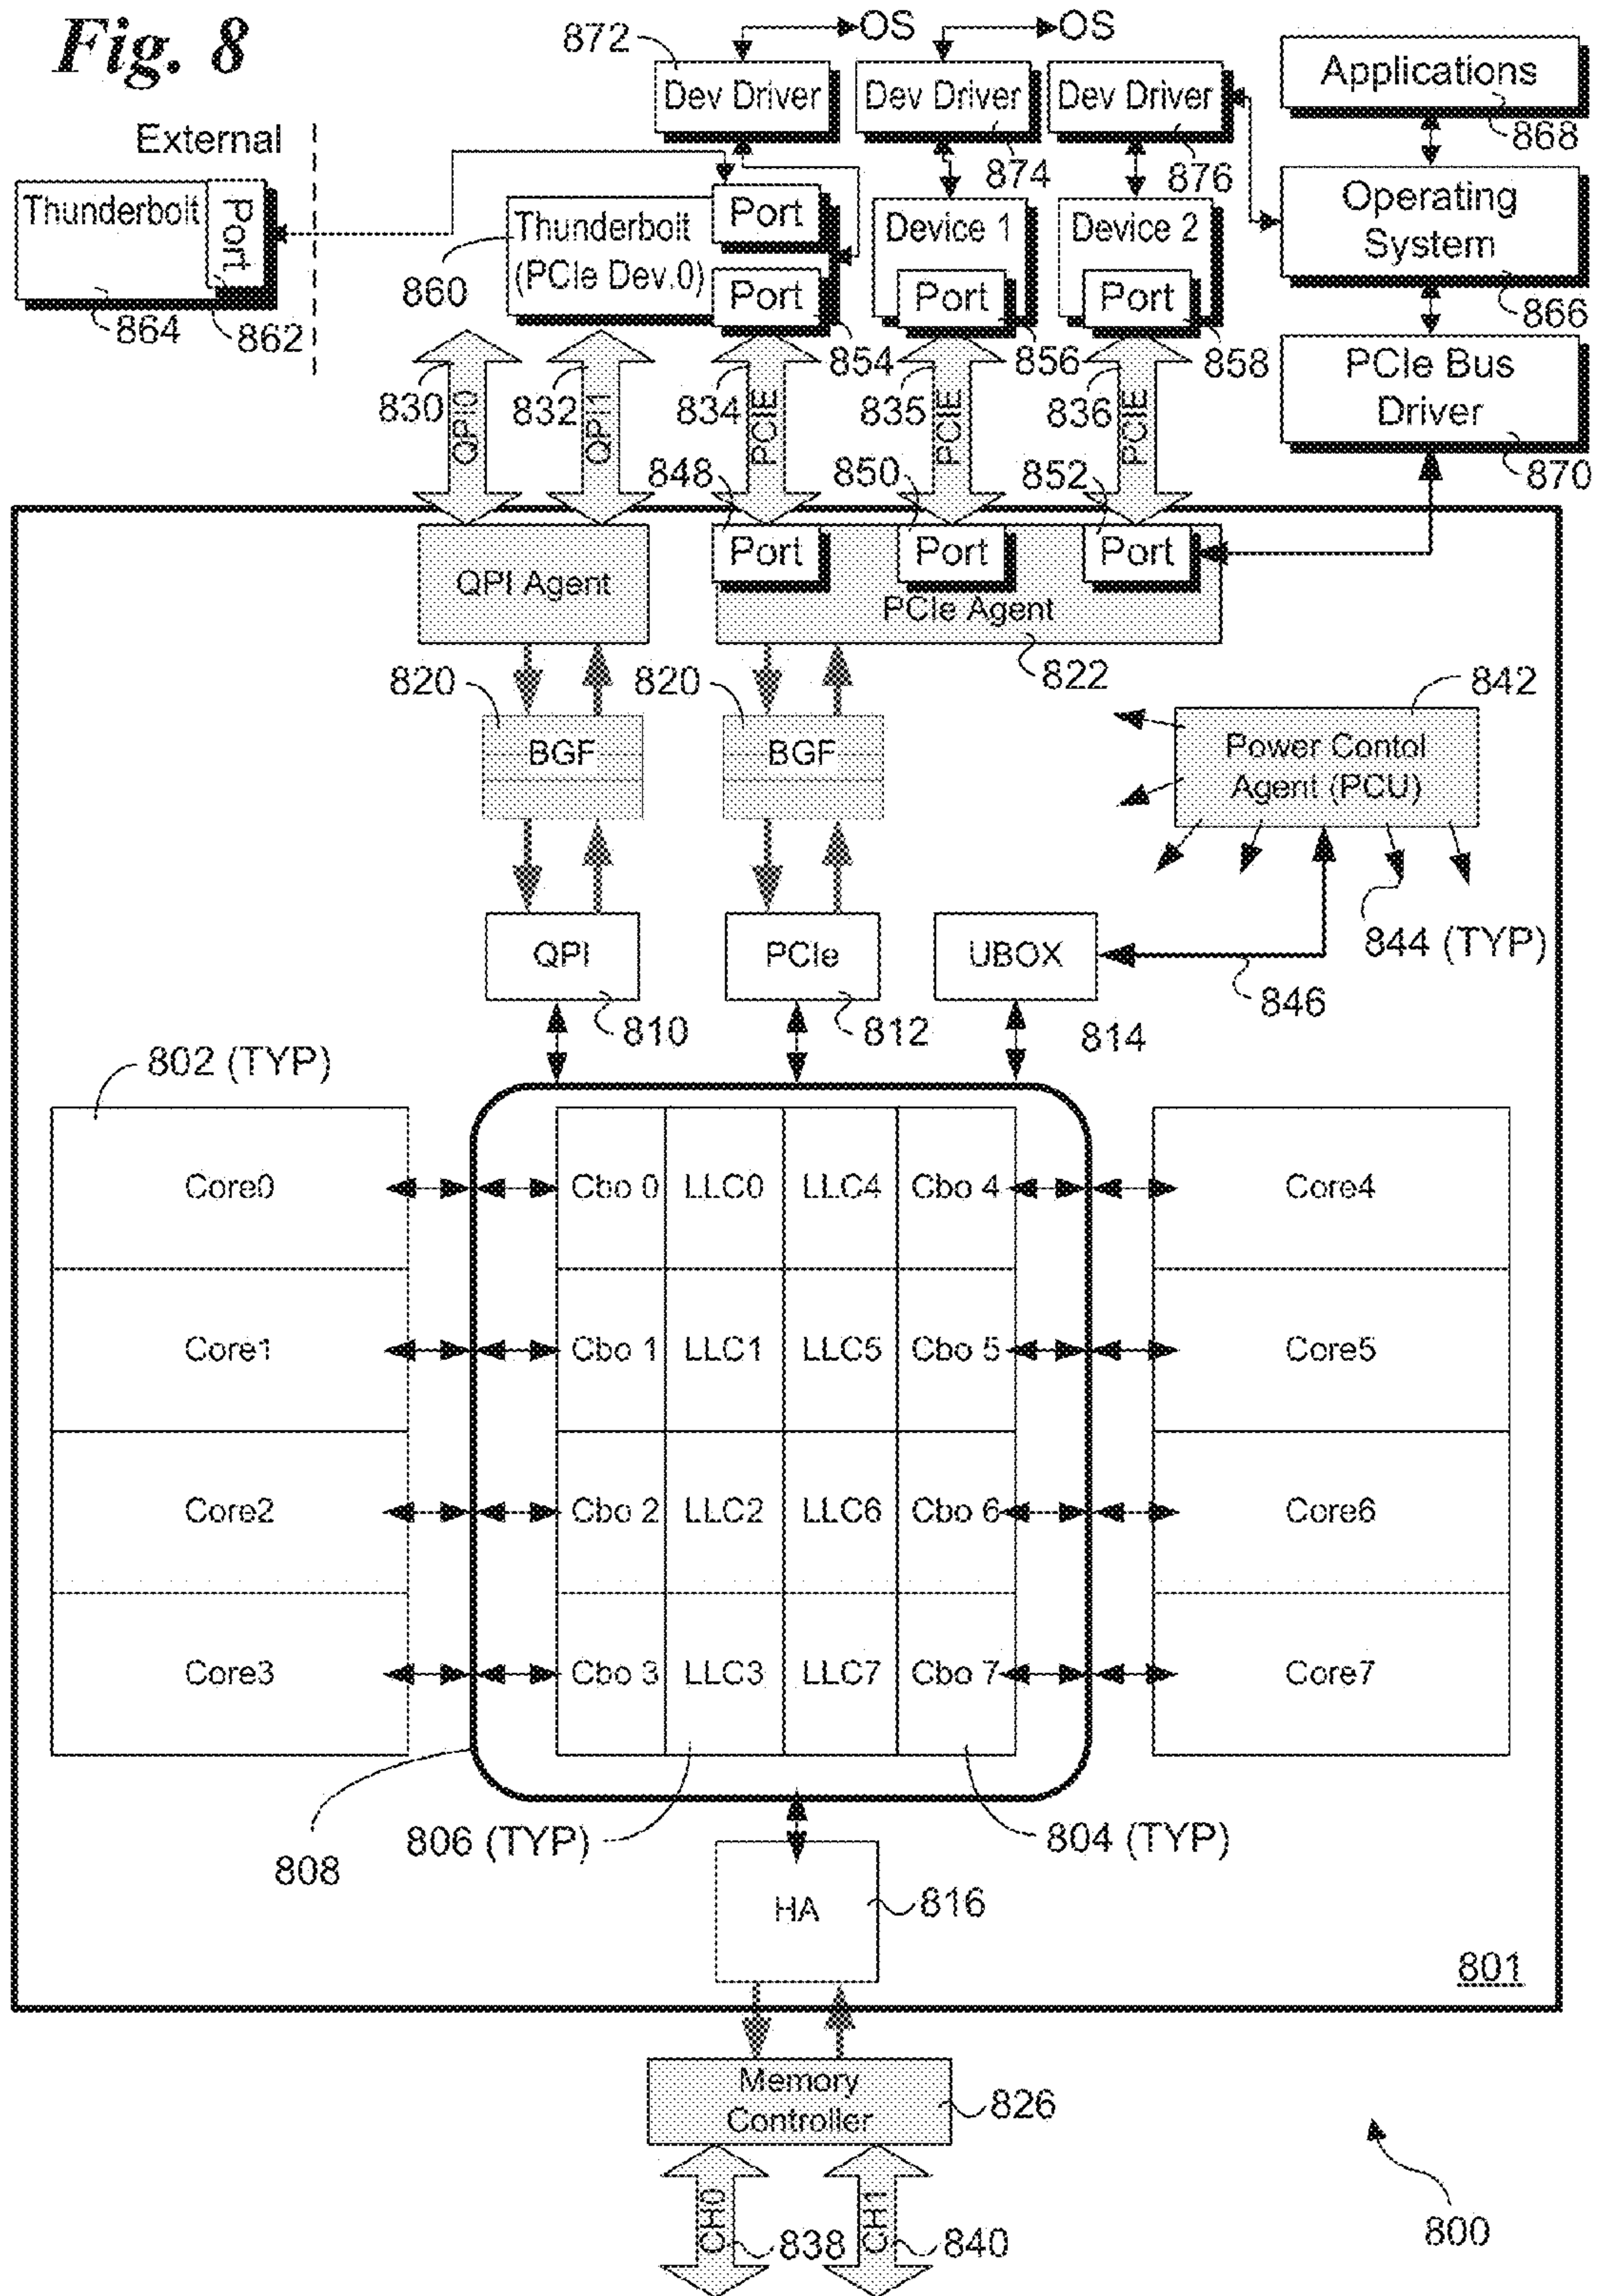 Fig. 8
872
OS
OS
Dev Driver
Dev Driver
Dev Driver
Applications
868
External
874
876
Thunderbolt
Port
Thunderbolt
(PCIe Dev.0)
Port
Port
Device 1
Port
Device 2
Port
Operating
System
860
864
862
854
856
858
866
830
QPI0
832
QPI1
834
PCIE
835
PCIE
836
PCIE
PCIe Bus
Driver
848
850
852
870
QPI Agent
Port
Port
Port
PCIe Agent
820
820
822
842
BGF
BGF
Power Contol
Agent (PCU)
QPI
PCIe
UBOX
844 (TYP)
846
810
812
814
802 (TYP)
Core0
Cbo 0
LLC0
LLC4
Cbo 4
Core4
Core1
Cbo 1
LLC1
LLC5
Cbo 5
Core5
Core2
Cbo 2
LLC2
LLC6
Cbo 6
Core6
Core3
Cbo 3
LLC3
LLC7
Cbo 7
Core7
808
806 (TYP)
804 (TYP)
HA
816
801
Memory
Controller
826
CH0
838
CH1
840
800